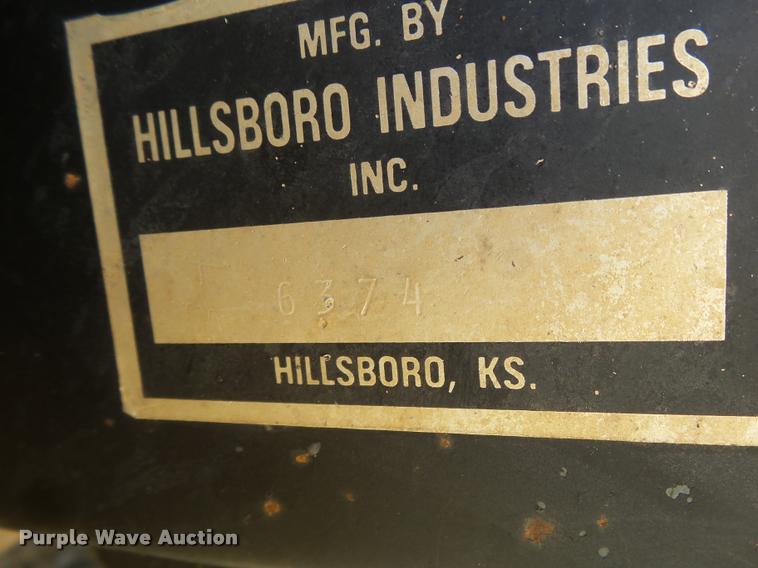 MFG. BY
HILLSBORO INDUSTRIES
INC.
6374
HILLSBORO, KS.
Purple Wave Auction